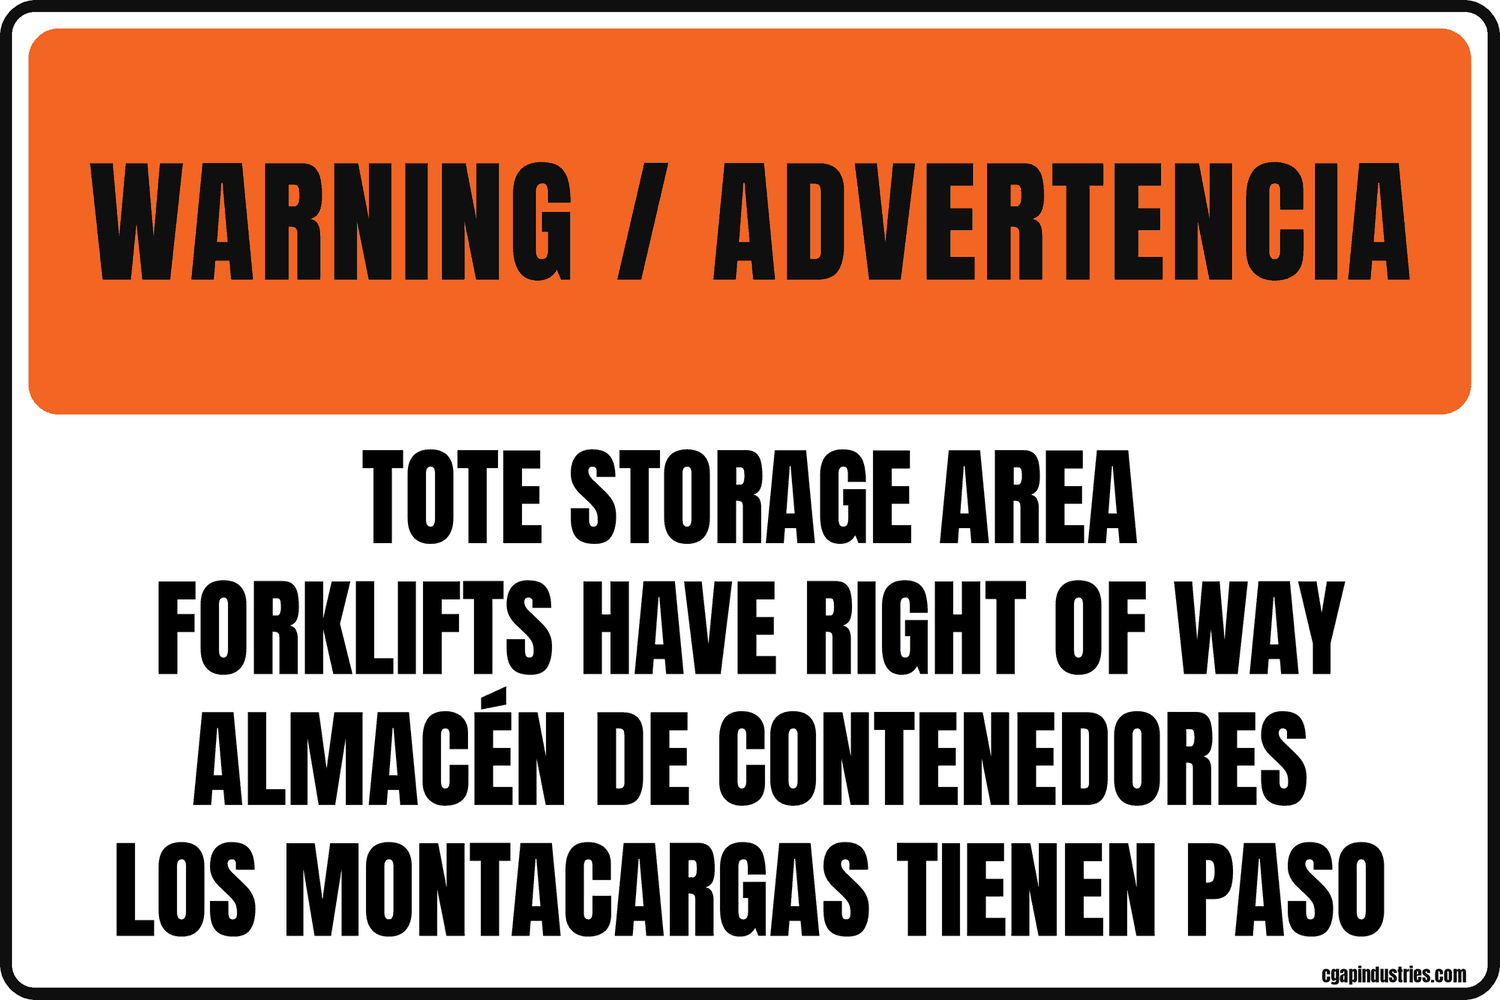 WARNING / ADVERTENCIA
TOTE STORAGE AREA
FORKLIFTS HAVE RIGHT OF WAY
ALMACÉN DE CONTENEDORES
LOS MONTACARGAS TIENEN PASO
cgapindustries.com